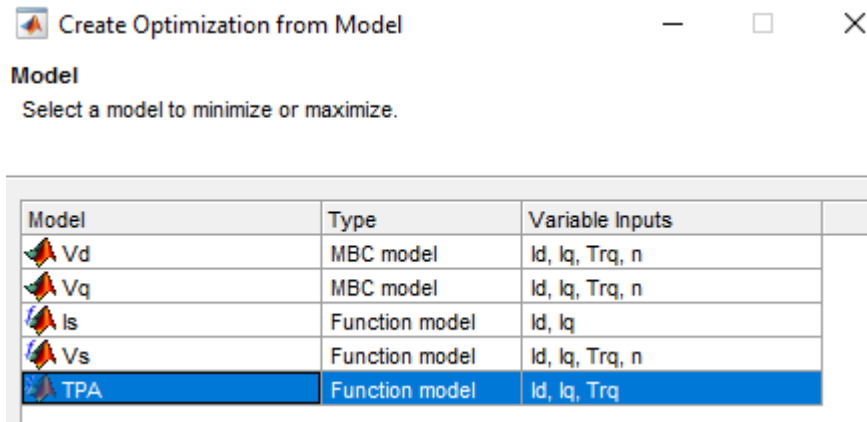 Create Optimization from Model
Model
Select a model to minimize or maximize.
Model Type Variable Inputs
Vd MBC model Id, Iq, Trq, n
Vq MBC model Id, Iq, Trq, n
Is Function model Id, Iq
Vs Function model Id, Iq, Trq, n
TPA Function model Id, Iq, Trq